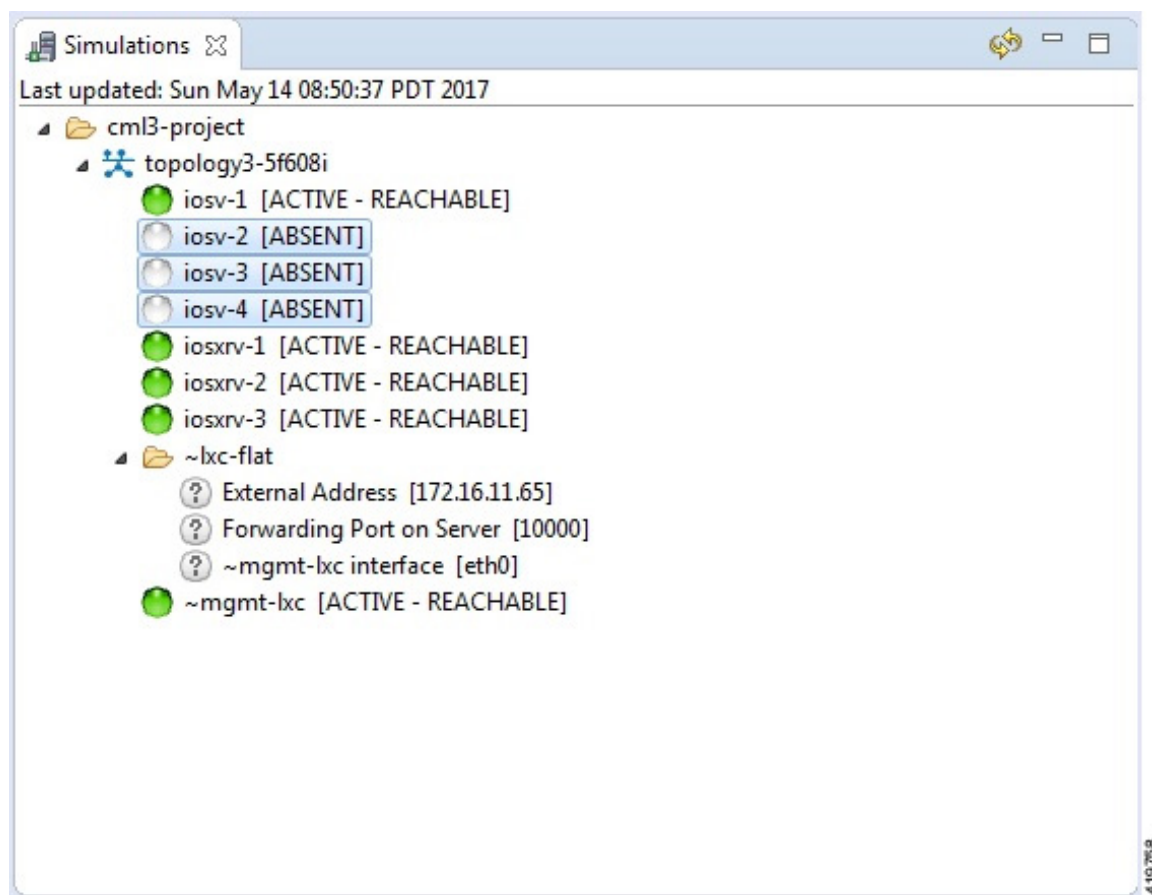 Simulations
Last updated: Sun May 14 08:50:37 PDT 2017
cml3-project
topology3-5f608i
iosv-1 [ACTIVE - REACHABLE]
iosv-2 [ABSENT]
iosv-3 [ABSENT]
iosv-4 [ABSENT]
iosxrv-1 [ACTIVE - REACHABLE]
iosxrv-2 [ACTIVE - REACHABLE]
iosxrv-3 [ACTIVE - REACHABLE]
~lxc-flat
? External Address [172.16.11.65]
? Forwarding Port on Server [10000]
? ~mgmt-lxc interface [eth0]
~mgmt-lxc [ACTIVE - REACHABLE]